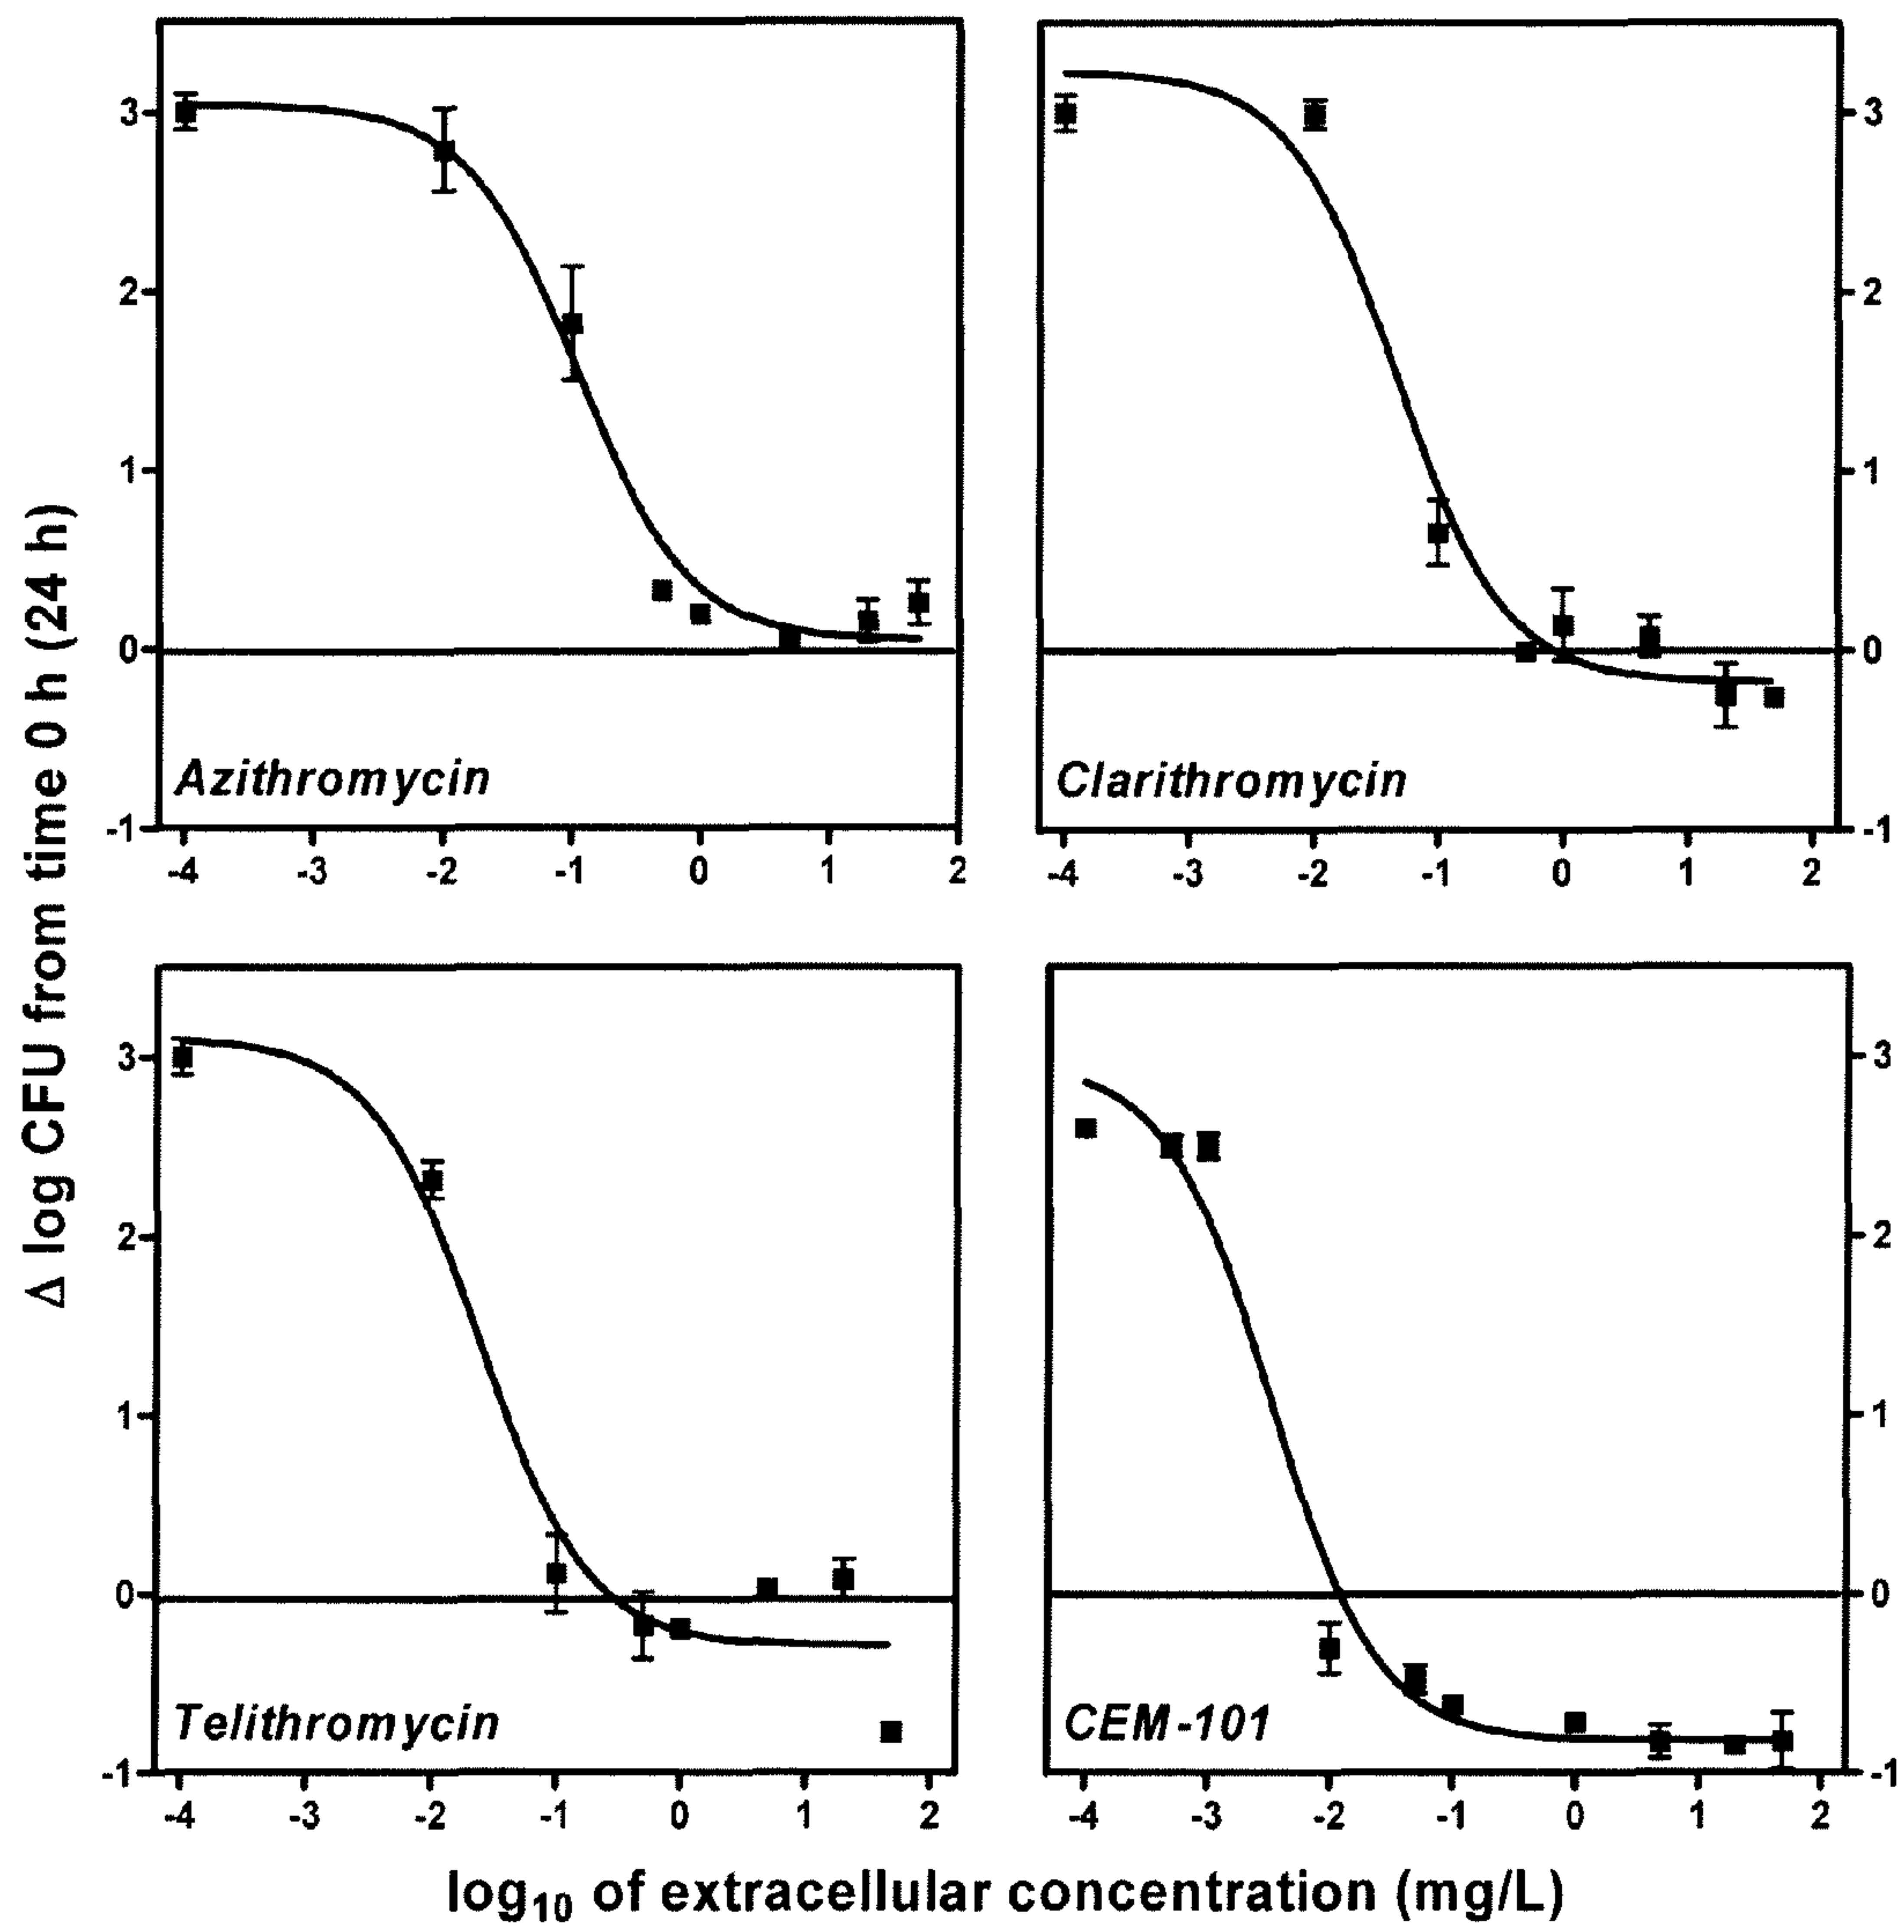 Δ log CFU from time 0 h (24 h)
3
2
1
0
-1
-4 -3 -2 -1 0 1 2
Azithromycin
3
2
1
0
-1
-4 -3 -2 -1 0 1 2
Clarithromycin
3
2
1
0
-1
-4 -3 -2 -1 0 1 2
Telithromycin
3
2
1
0
-1
-4 -3 -2 -1 0 1 2
CEM-101
log₁₀ of extracellular concentration (mg/L)